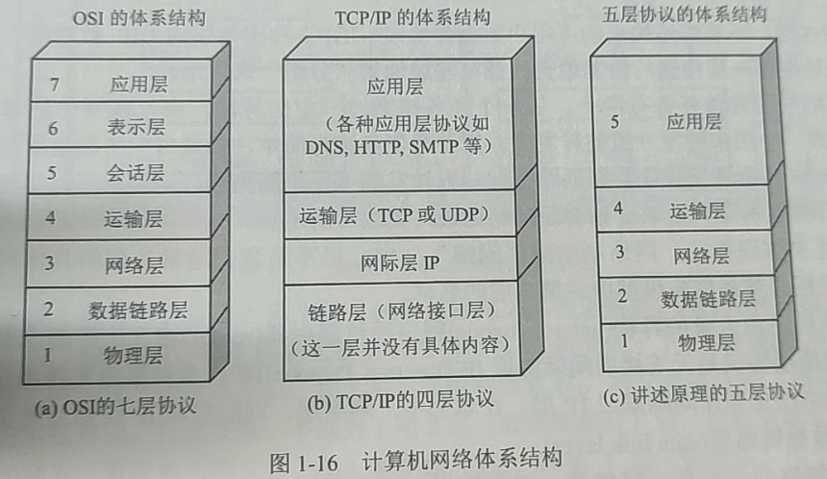 OSI 的体系结构
7 应用层
6 表示层
5 会话层
4 运输层
3 网络层
2 数据链路层
1 物理层
(a) OSI的七层协议
TCP/IP 的体系结构
应用层
（各种应用层协议如
DNS, HTTP, SMTP 等）
运输层（TCP 或 UDP）
网际层 IP
链路层（网络接口层）
（这一层并没有具体内容）
(b) TCP/IP的四层协议
五层协议的体系结构
5 应用层
4 运输层
3 网络层
2 数据链路层
1 物理层
(c) 讲述原理的五层协议
图 1-16 计算机网络体系结构